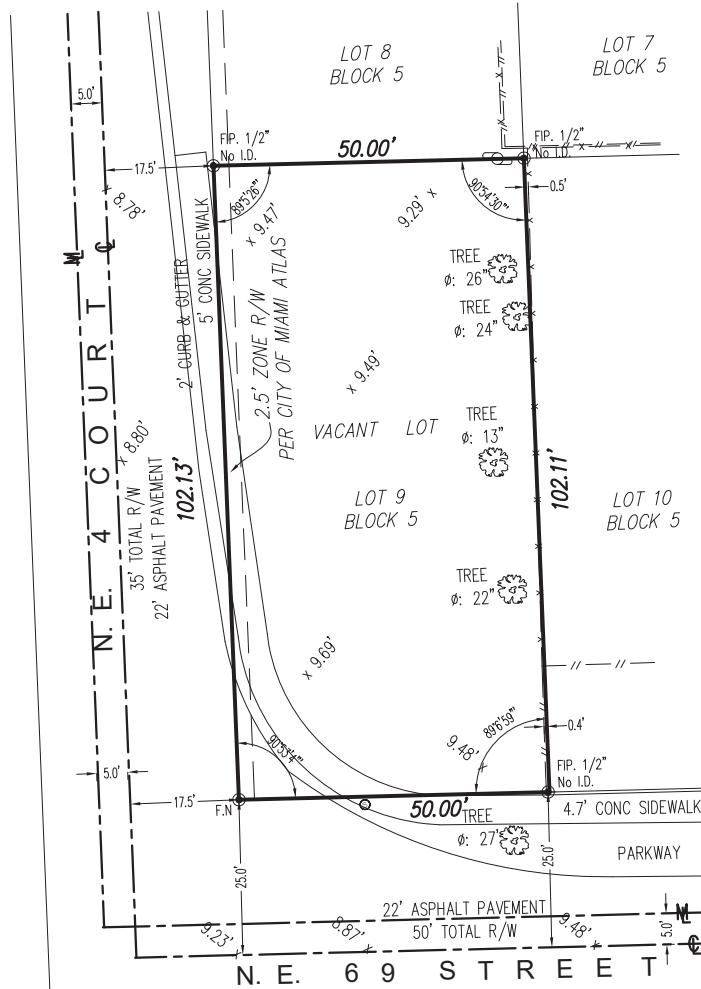 LOT 8
BLOCK 5
LOT 7
BLOCK 5
5.0'
FIP. 1/2"
No I.D.
50.00'
FIP. 1/2"
No I.D.
17.5'
0.5'
x 8.78'
89°5'26"
x 9.47'
9.29' x
90°54'30"
M
C
5' CONC SIDEWALK
2' CURB & GUTTER
2.5' ZONE R/W
PER CITY OF MIAMI ATLAS
TREE
ø: 26"
TREE
ø: 24"
x 9.49'
N. E. 4 COURT
x 8.80'
35' TOTAL R/W
22' ASPHALT PAVEMENT
102.13'
VACANT LOT
TREE
ø: 13"
LOT 9
BLOCK 5
102.11'
LOT 10
BLOCK 5
TREE
ø: 22"
x 9.69'
9.48' x
89°6'59"
90°53'4"
0.4'
5.0'
17.5'
FIP. 1/2"
No I.D.
F.N
50.00'
4.7' CONC SIDEWALK
TREE
ø: 27'
PARKWAY
25.0'
25.0'
22' ASPHALT PAVEMENT
50' TOTAL R/W
M
5.0'
C
9.23'
8.87'
9.48'
N. E. 69 STREET